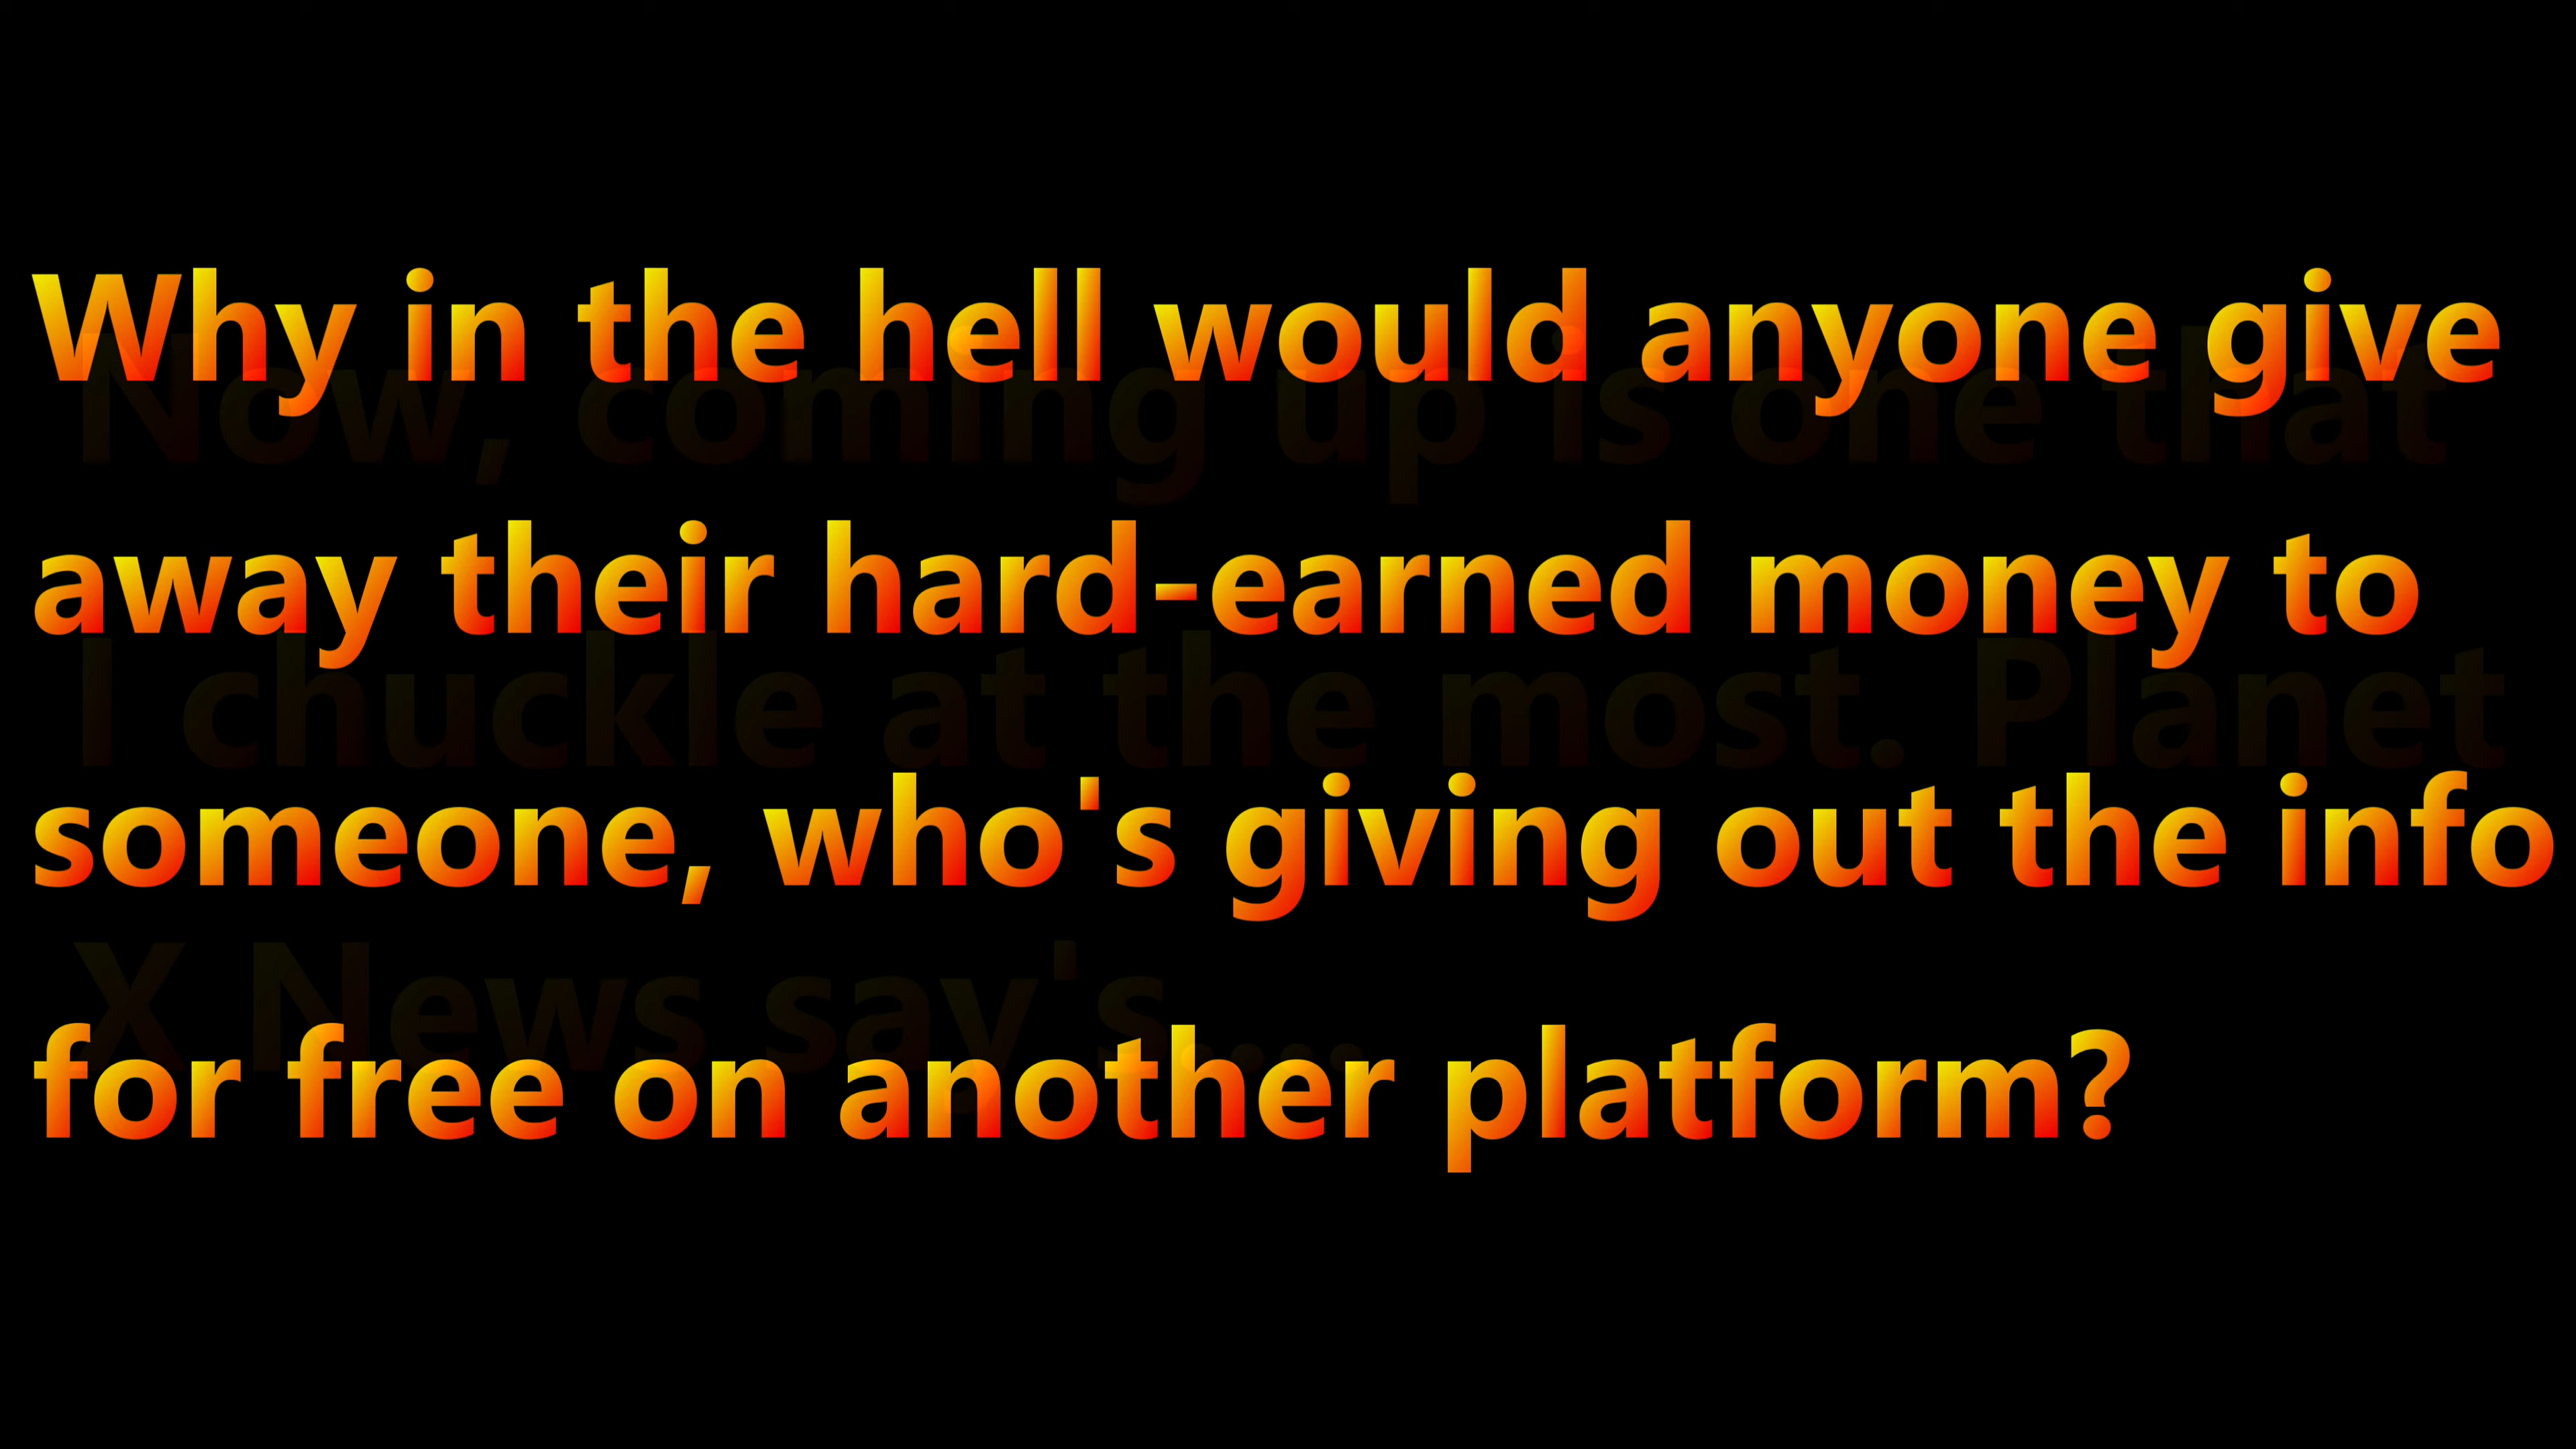 Why in the hell would anyone give
Now, coming up is one that
away their hard-earned money to
I chuckle at the most. Planet
someone, who's giving out the info
X News say's....
for free on another platform?